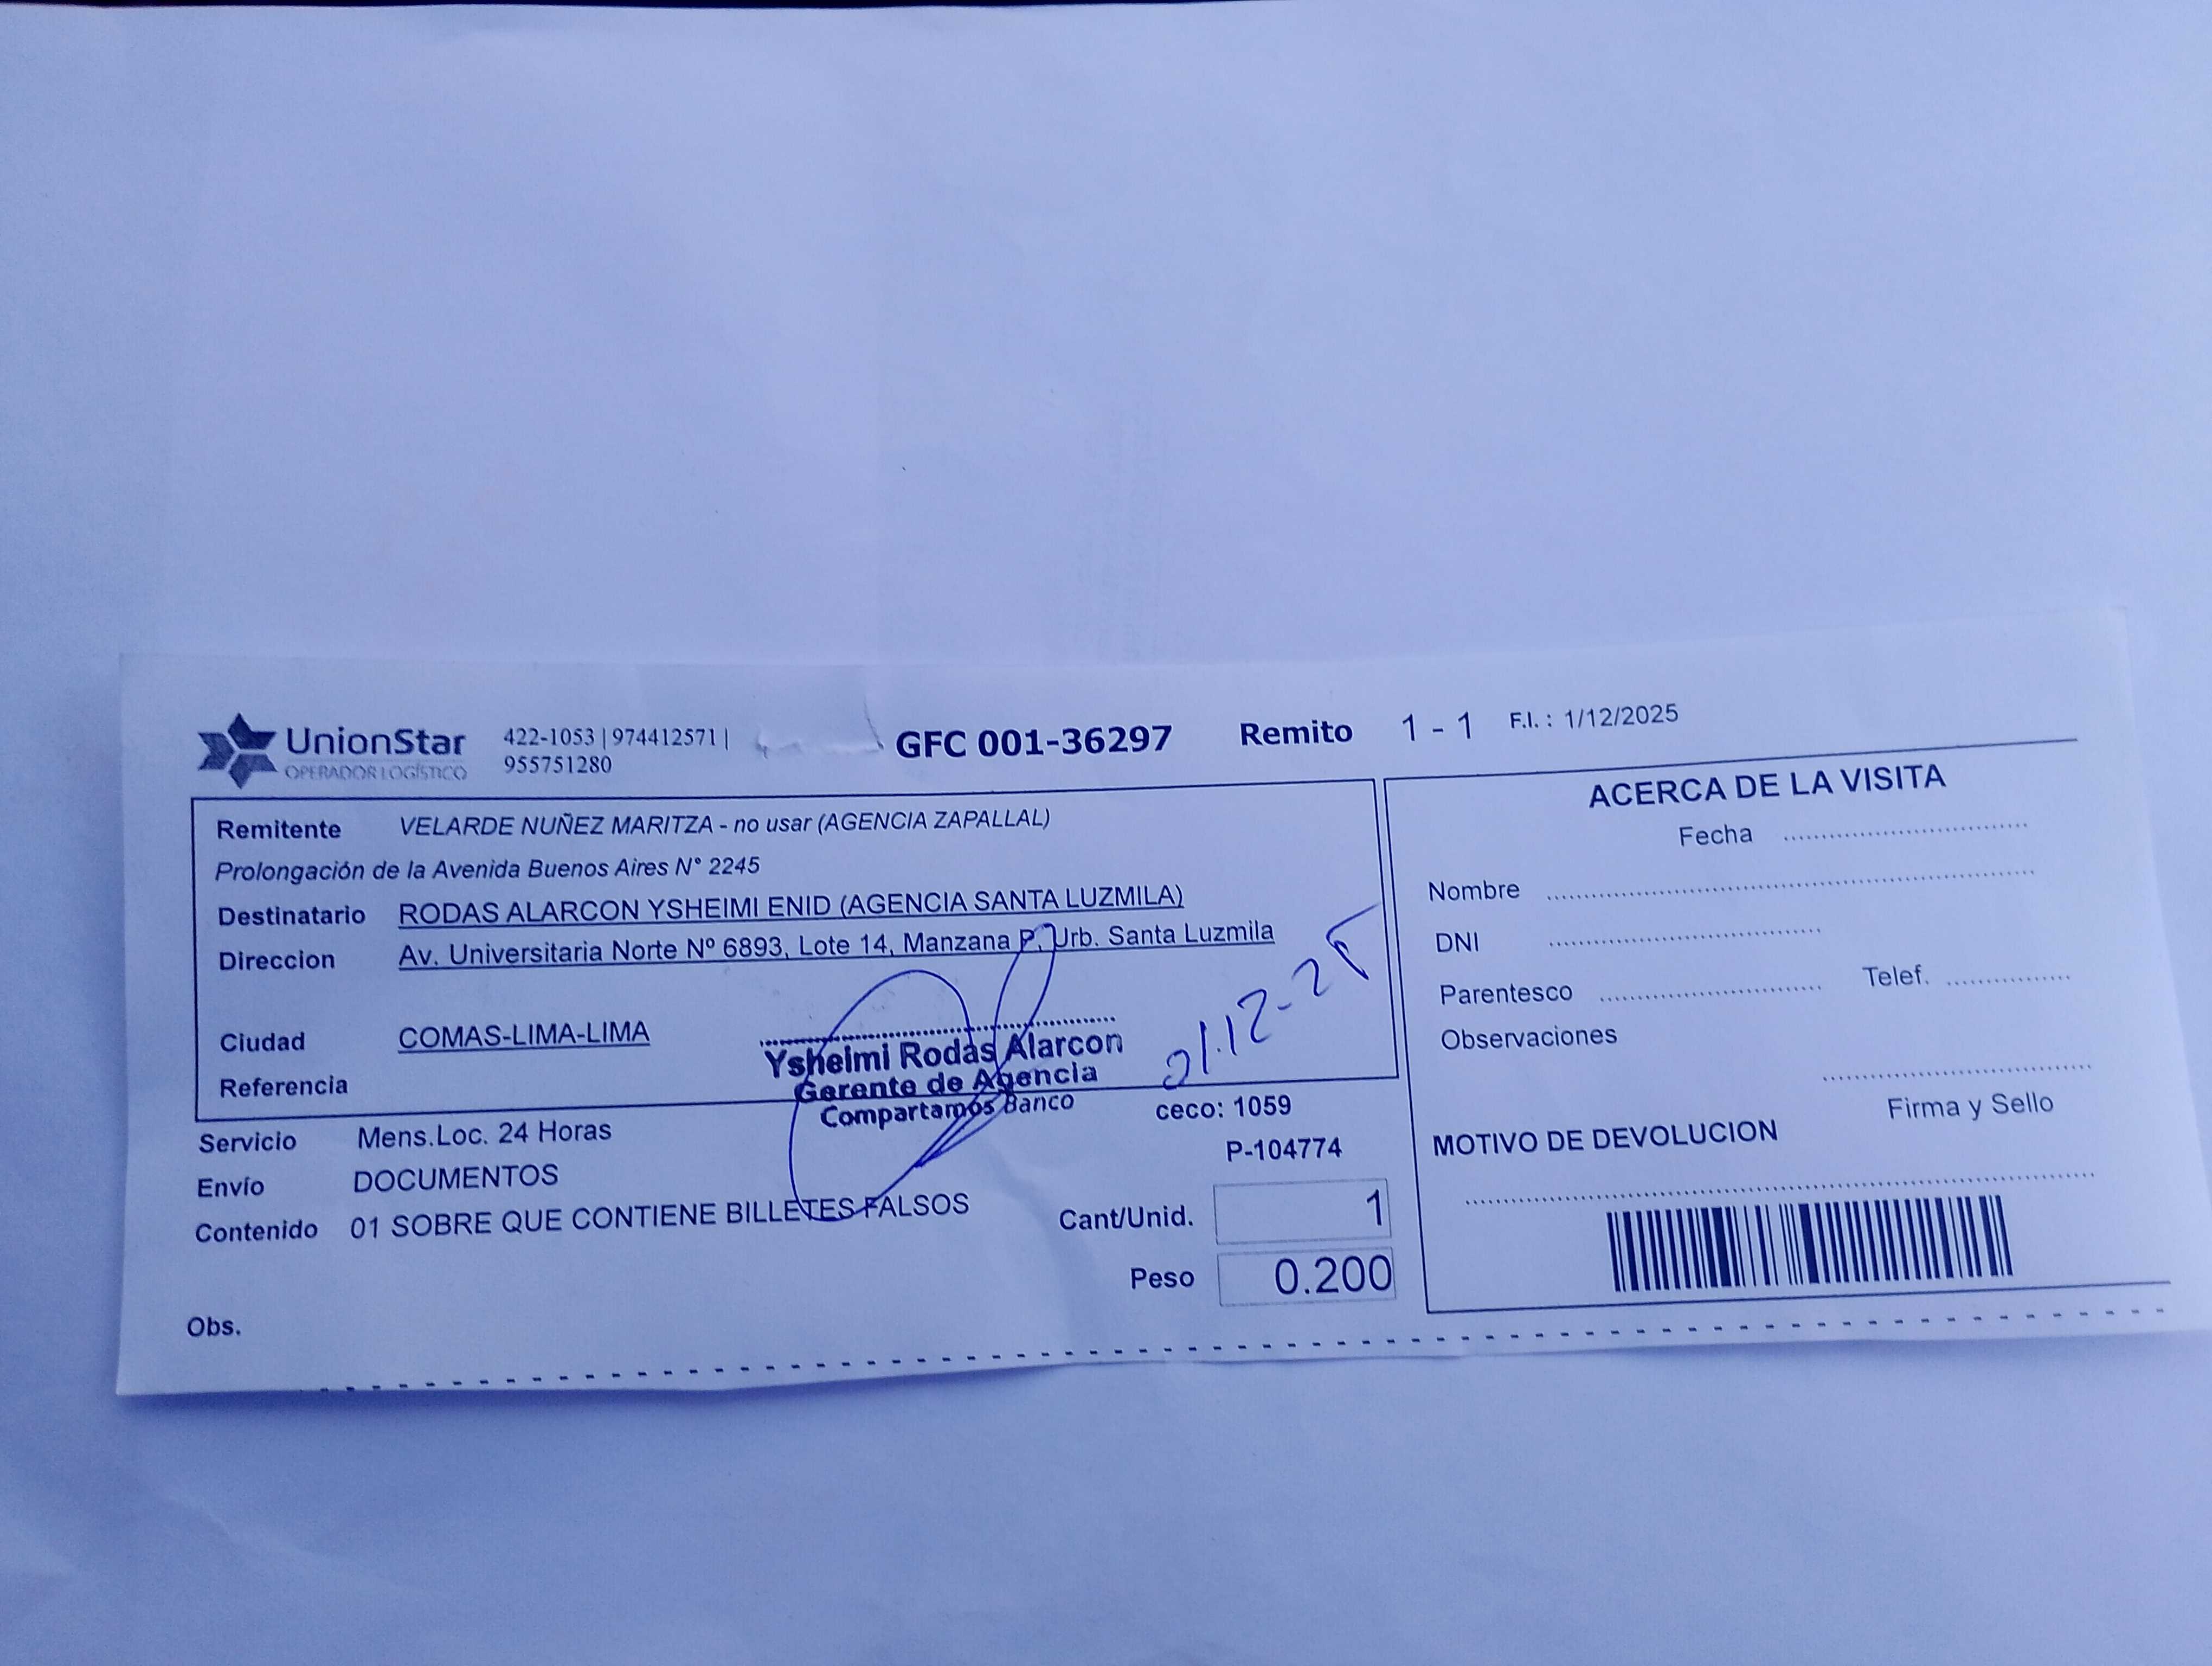 UnionStar
OPERADOR LOGÍSTICO
422-1053 | 974412571 |
955751280
GFC 001-36297
Remito 1 - 1
F.I. : 1/12/2025
Remitente VELARDE NUÑEZ MARITZA - no usar (AGENCIA ZAPALLAL)
Prolongación de la Avenida Buenos Aires N° 2245
Destinatario RODAS ALARCON YSHEIMI ENID (AGENCIA SANTA LUZMILA)
Direccion Av. Universitaria Norte Nº 6893, Lote 14, Manzana P, Urb. Santa Luzmila
Ciudad COMAS-LIMA-LIMA
Referencia
Ysheimi Rodas Alarcon
Gerente de Agencia
Compartamos Banco
01.12-25
Servicio Mens.Loc. 24 Horas
ceco: 1059
Envío DOCUMENTOS
P-104774
Contenido 01 SOBRE QUE CONTIENE BILLETES FALSOS
Cant/Unid. 1
Peso 0.200
Obs.
ACERCA DE LA VISITA
Fecha
Nombre
DNI
Parentesco Telef.
Observaciones
Firma y Sello
MOTIVO DE DEVOLUCION